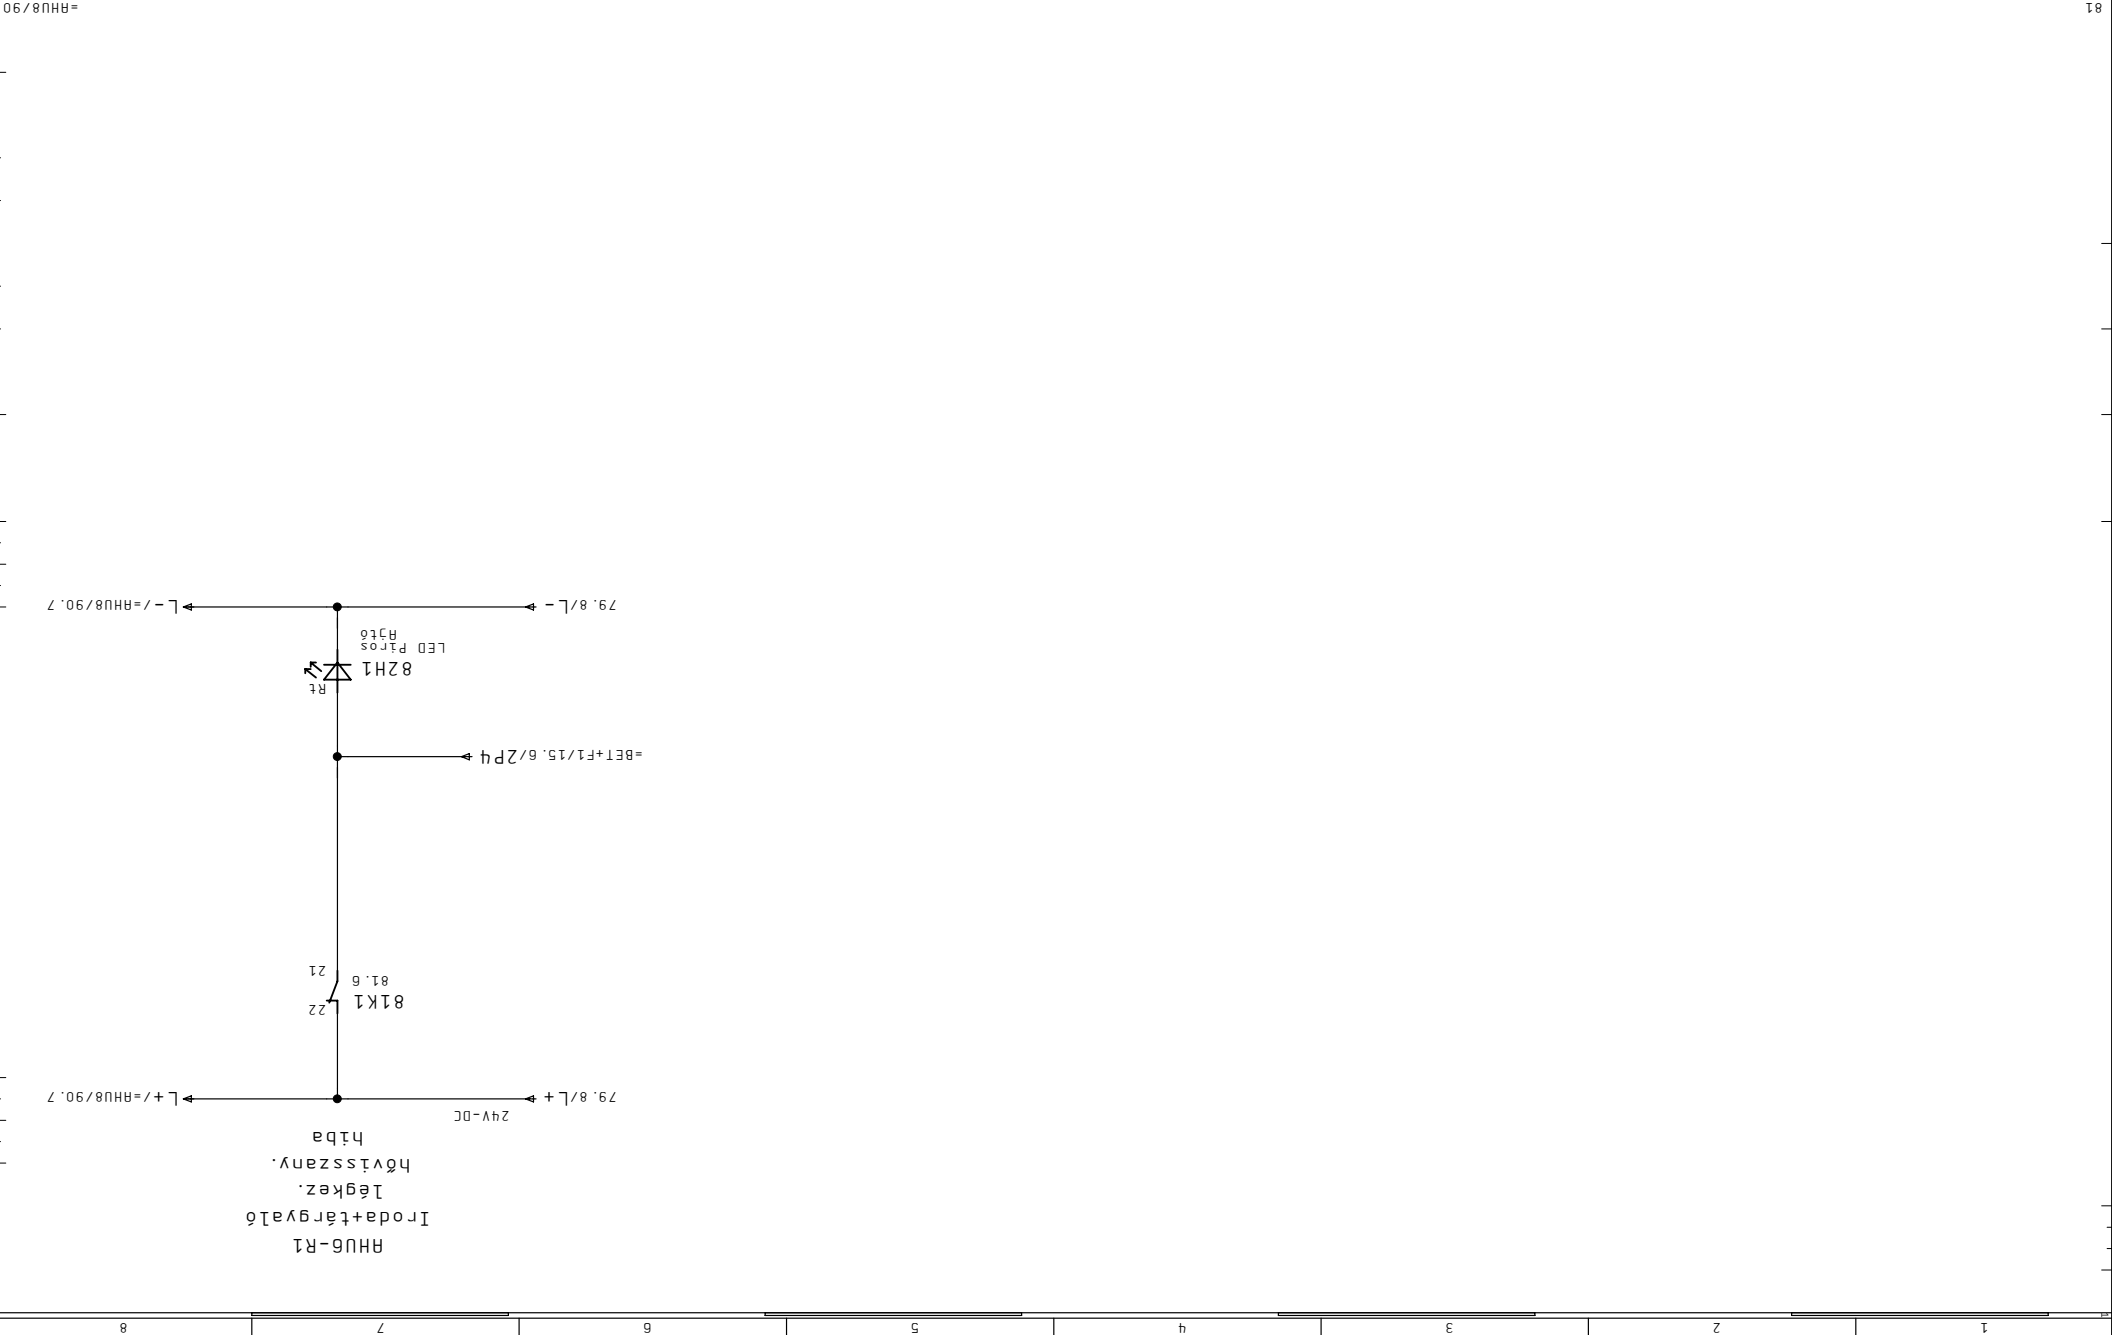 1 2 3 4 5 6 7 8
AHU6-R1
Iroda+tárgyaló
légkez.
hővisszany.
hiba
24V-DC
79.8/L+ L+/=AHU8/90.7
81K1 22
81.6 21
=BET+F1/15.6/2P4
Rt
82H1
LED Piros
Ajtó
79.8/L- L-/=AHU8/90.7
81 =AHU8/90